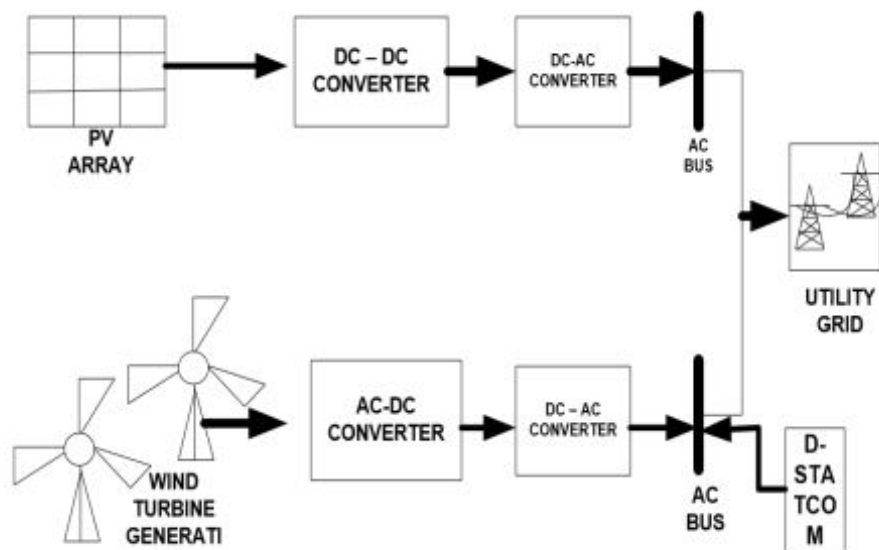 PV
ARRAY
DC – DC
CONVERTER
DC-AC
CONVERTER
AC
BUS
UTILITY
GRID
WIND
TURBINE
GENERATI
AC-DC
CONVERTER
DC – AC
CONVERTER
AC
BUS
D-
STA
TCO
M